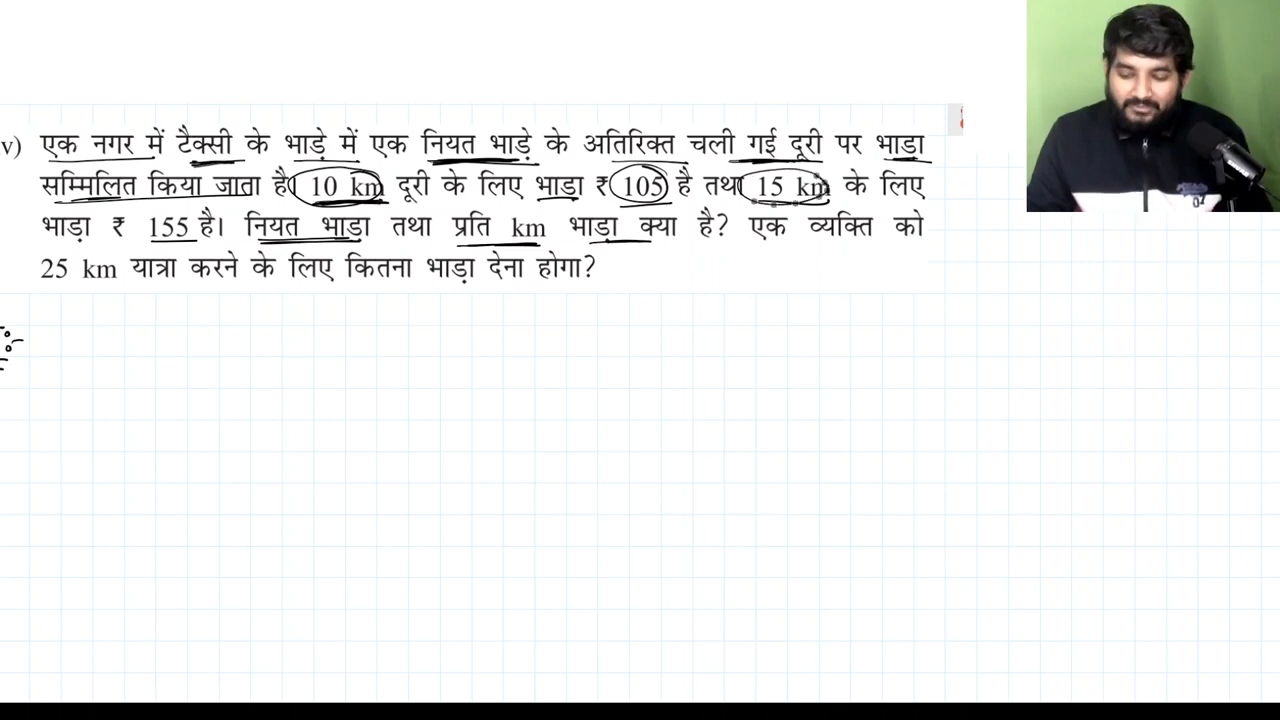 v) एक नगर में टैक्सी के भाड़े में एक नियत भाड़े के अतिरिक्त चली गई दूरी पर भाड़ा
सम्मिलित किया जाता है। 10 km दूरी के लिए भाड़ा ₹ 105 है तथा 15 km के लिए
भाड़ा ₹ 155 है। नियत भाड़ा तथा प्रति km भाड़ा क्या है? एक व्यक्ति को
25 km यात्रा करने के लिए कितना भाड़ा देना होगा?